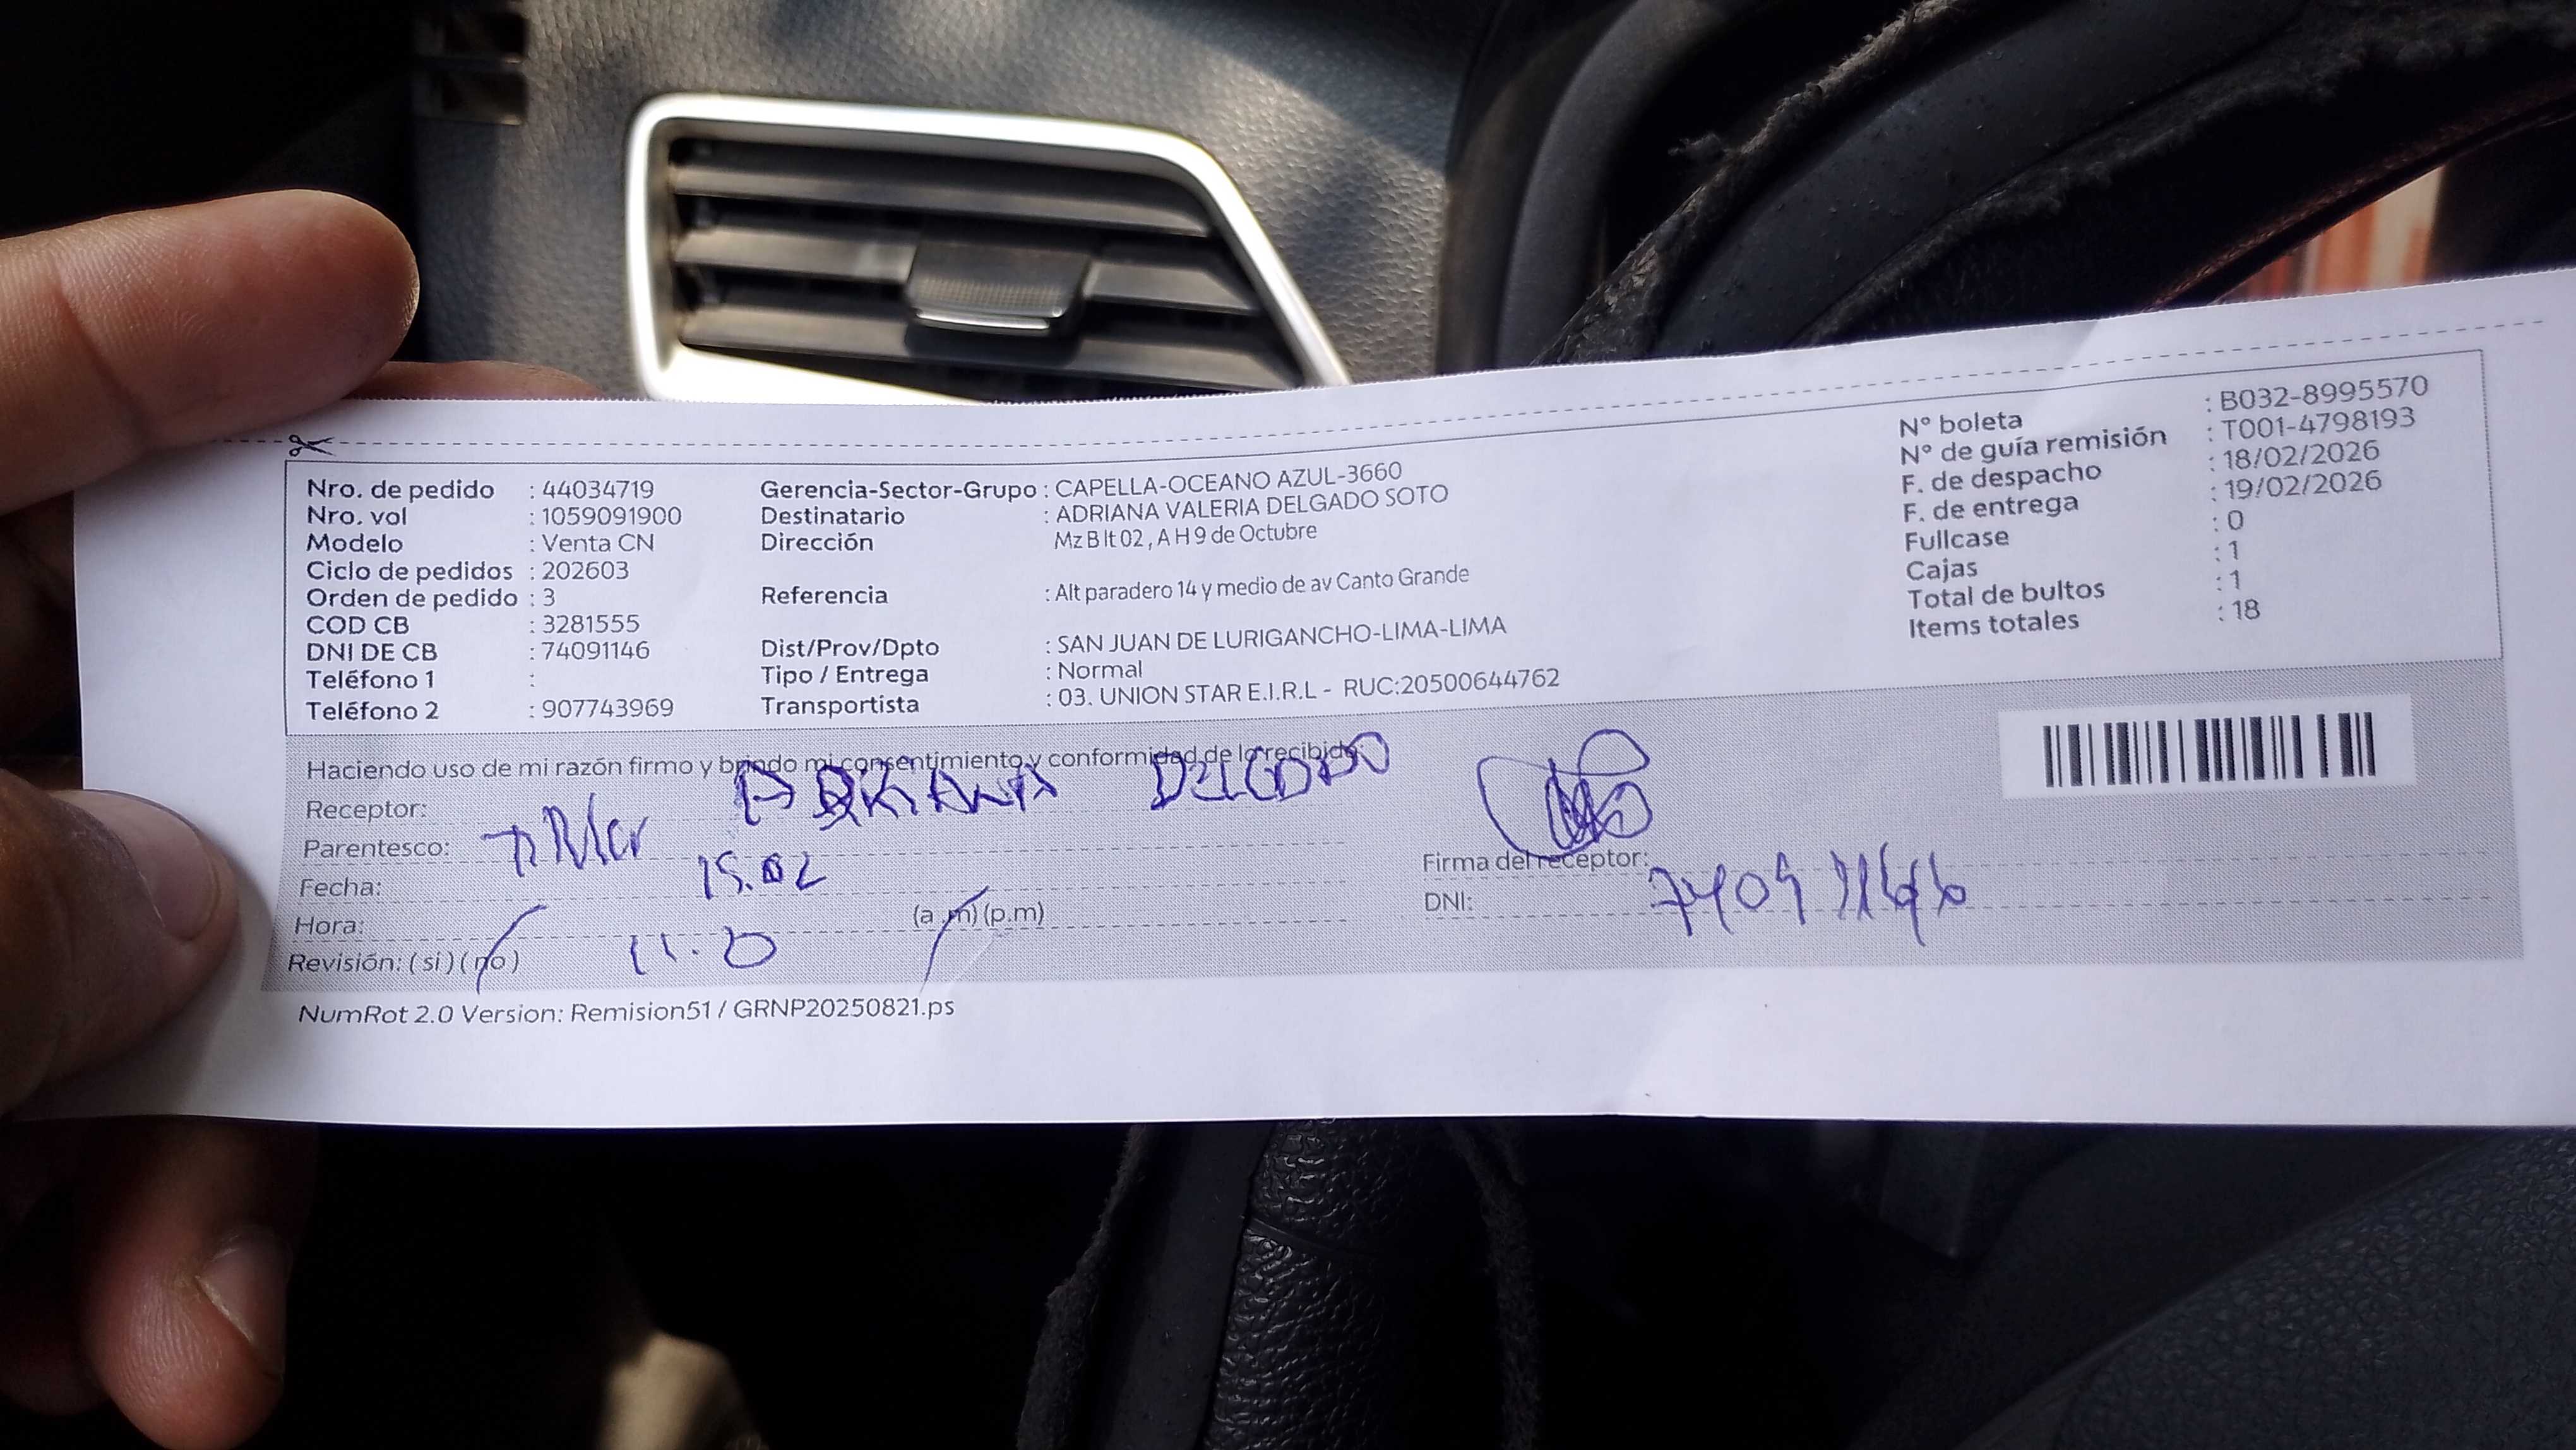 Nro. de pedido : 44034719
Nro. vol : 1059091900
Modelo : Venta CN
Ciclo de pedidos : 202603
Orden de pedido : 3
COD CB : 3281555
DNI DE CB : 74091146
Teléfono 1 :
Teléfono 2 : 907743969
Gerencia-Sector-Grupo : CAPELLA-OCEANO AZUL-3660
Destinatario : ADRIANA VALERIA DELGADO SOTO
Dirección Mz B lt 02 , A H 9 de Octubre
Referencia : Alt paradero 14 y medio de av Canto Grande
Dist/Prov/Dpto : SAN JUAN DE LURIGANCHO-LIMA-LIMA
Tipo / Entrega : Normal
Transportista : 03. UNION STAR E.I.R.L - RUC:20500644762
N° boleta : B032-8995570
N° de guía remisión : T001-4798193
F. de despacho : 18/02/2026
F. de entrega : 19/02/2026
Fullcase : 0
Cajas : 1
Total de bultos : 1
Items totales : 18
Haciendo uso de mi razón firmo y brindo mi consentimiento y conformidad de lo recibido:
Receptor: ADRIANA DELGADO
Parentesco:
Fecha:
Hora: (a.m) (p.m)
Revisión: ( si ) ( no )
Firma del receptor:
DNI:
NumRot 2.0 Version: Remision51 / GRNP20250821.ps